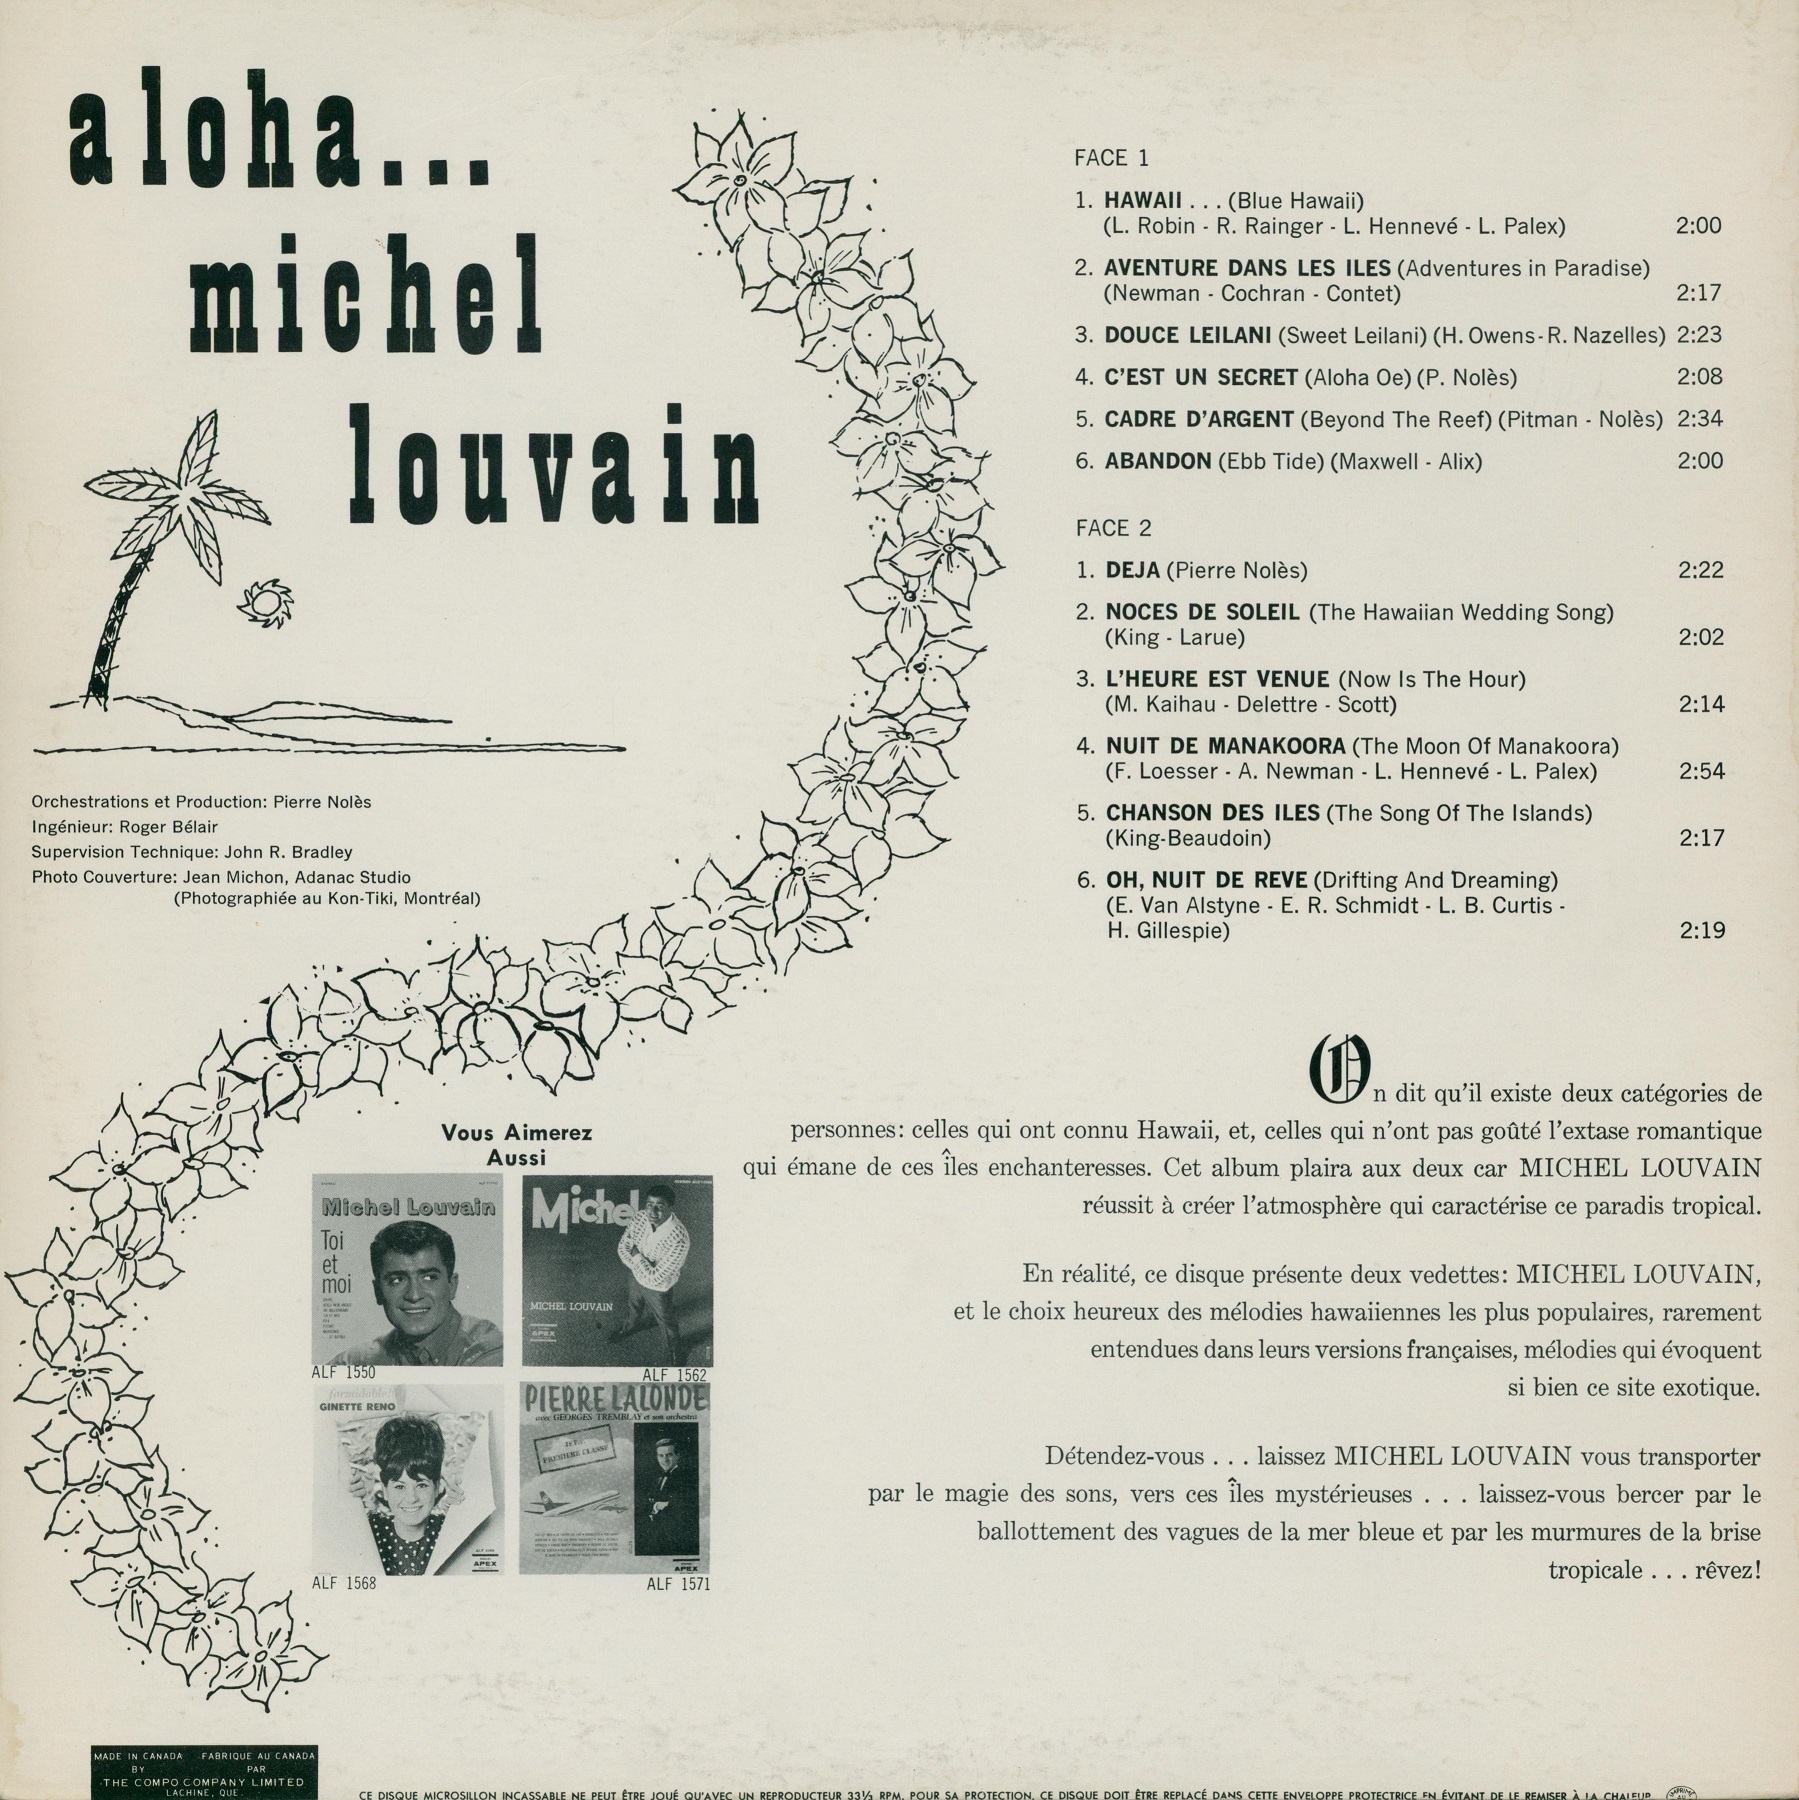 aloha...
michel
louvain
Orchestrations et Production: Pierre Nolès
Ingénieur: Roger Bélair
Supervision Technique: John R. Bradley
Photo Couverture: Jean Michon, Adanac Studio
(Photographiée au Kon-Tiki, Montréal)
FACE 1
1. HAWAII . . . (Blue Hawaii)
(L. Robin - R. Rainger - L. Hennevé - L. Palex) 2:00
2. AVENTURE DANS LES ILES (Adventures in Paradise)
(Newman - Cochran - Contet) 2:17
3. DOUCE LEILANI (Sweet Leilani) (H. Owens-R. Nazelles) 2:23
4. C'EST UN SECRET (Aloha Oe) (P. Nolès) 2:08
5. CADRE D'ARGENT (Beyond The Reef) (Pitman - Nolès) 2:34
6. ABANDON (Ebb Tide) (Maxwell - Alix) 2:00
FACE 2
1. DEJA (Pierre Nolès) 2:22
2. NOCES DE SOLEIL (The Hawaiian Wedding Song)
(King - Larue) 2:02
3. L'HEURE EST VENUE (Now Is The Hour)
(M. Kaihau - Delettre - Scott) 2:14
4. NUIT DE MANAKOORA (The Moon Of Manakoora)
(F. Loesser - A. Newman - L. Hennevé - L. Palex) 2:54
5. CHANSON DES ILES (The Song Of The Islands)
(King-Beaudoin) 2:17
6. OH, NUIT DE REVE (Drifting And Dreaming)
(E. Van Alstyne - E. R. Schmidt - L. B. Curtis -
H. Gillespie) 2:19
On dit qu'il existe deux catégories de
personnes: celles qui ont connu Hawaii, et, celles qui n'ont pas goûté l'extase romantique
qui émane de ces îles enchanteresses. Cet album plaira aux deux car MICHEL LOUVAIN
réussit à créer l'atmosphère qui caractérise ce paradis tropical.
En réalité, ce disque présente deux vedettes: MICHEL LOUVAIN,
et le choix heureux des mélodies hawaiiennes les plus populaires, rarement
entendues dans leurs versions françaises, mélodies qui évoquent
si bien ce site exotique.
Détendez-vous . . . laissez MICHEL LOUVAIN vous transporter
par le magie des sons, vers ces îles mystérieuses . . . laissez-vous bercer par le
ballottement des vagues de la mer bleue et par les murmures de la brise
tropicale . . . rêvez!
Vous Aimerez
Aussi
Michel Louvain
Toi
et
moi
ALF 1550
Michel
MICHEL LOUVAIN
APEX
ALF 1562
formidable!
GINETTE RENO
APEX
ALF 1568
PIERRE LALONDE
avec GEORGES TREMBLAY et son orchestra
PREMIERE CLASSE
APEX
ALF 1571
MADE IN CANADA FABRIQUE AU CANADA
BY PAR
THE COMPO COMPANY LIMITED
LACHINE, QUE.
CE DISQUE MICROSILLON INCASSABLE NE PEUT ÊTRE JOUÉ QU'AVEC UN REPRODUCTEUR 33⅓ RPM. POUR SA PROTECTION, CE DISQUE DOIT ÊTRE REPLACÉ DANS CETTE ENVELOPPE PROTECTRICE EN ÉVITANT DE LE REMISER À LA CHALEUR